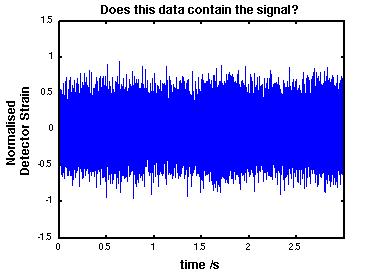 Does this data contain the signal?
1.5
1
0.5
0
-0.5
-1
-1.5
Normalised
Detector Strain
0 0.5 1 1.5 2 2.5
time /s